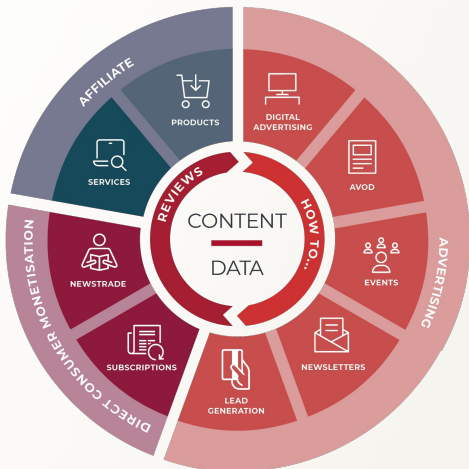 AFFILIATE
PRODUCTS
SERVICES
DIGITAL
ADVERTISING
AVOD
EVENTS
NEWSLETTERS
LEAD
GENERATION
ADVERTISING
SUBSCRIPTIONS
NEWSTRADE
DIRECT CONSUMER MONETISATION
REVIEWS
HOW TO...
CONTENT
DATA